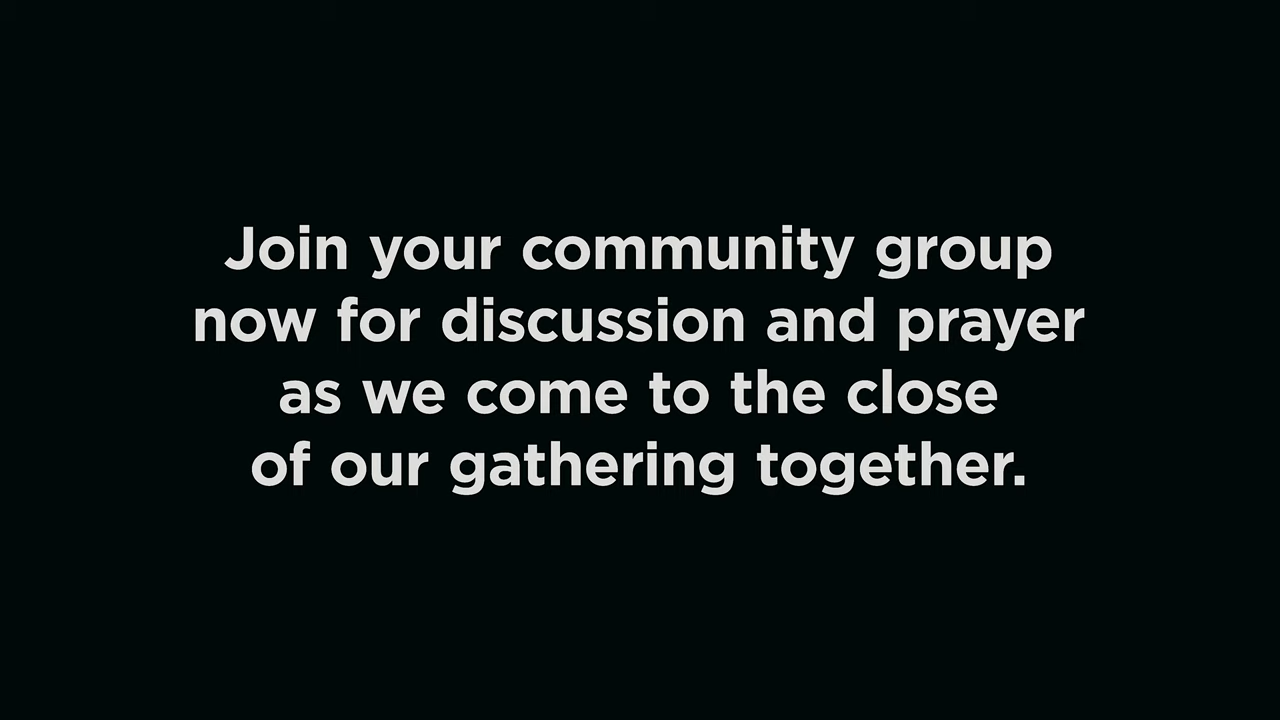 Join your community group
now for discussion and prayer
as we come to the close
of our gathering together.